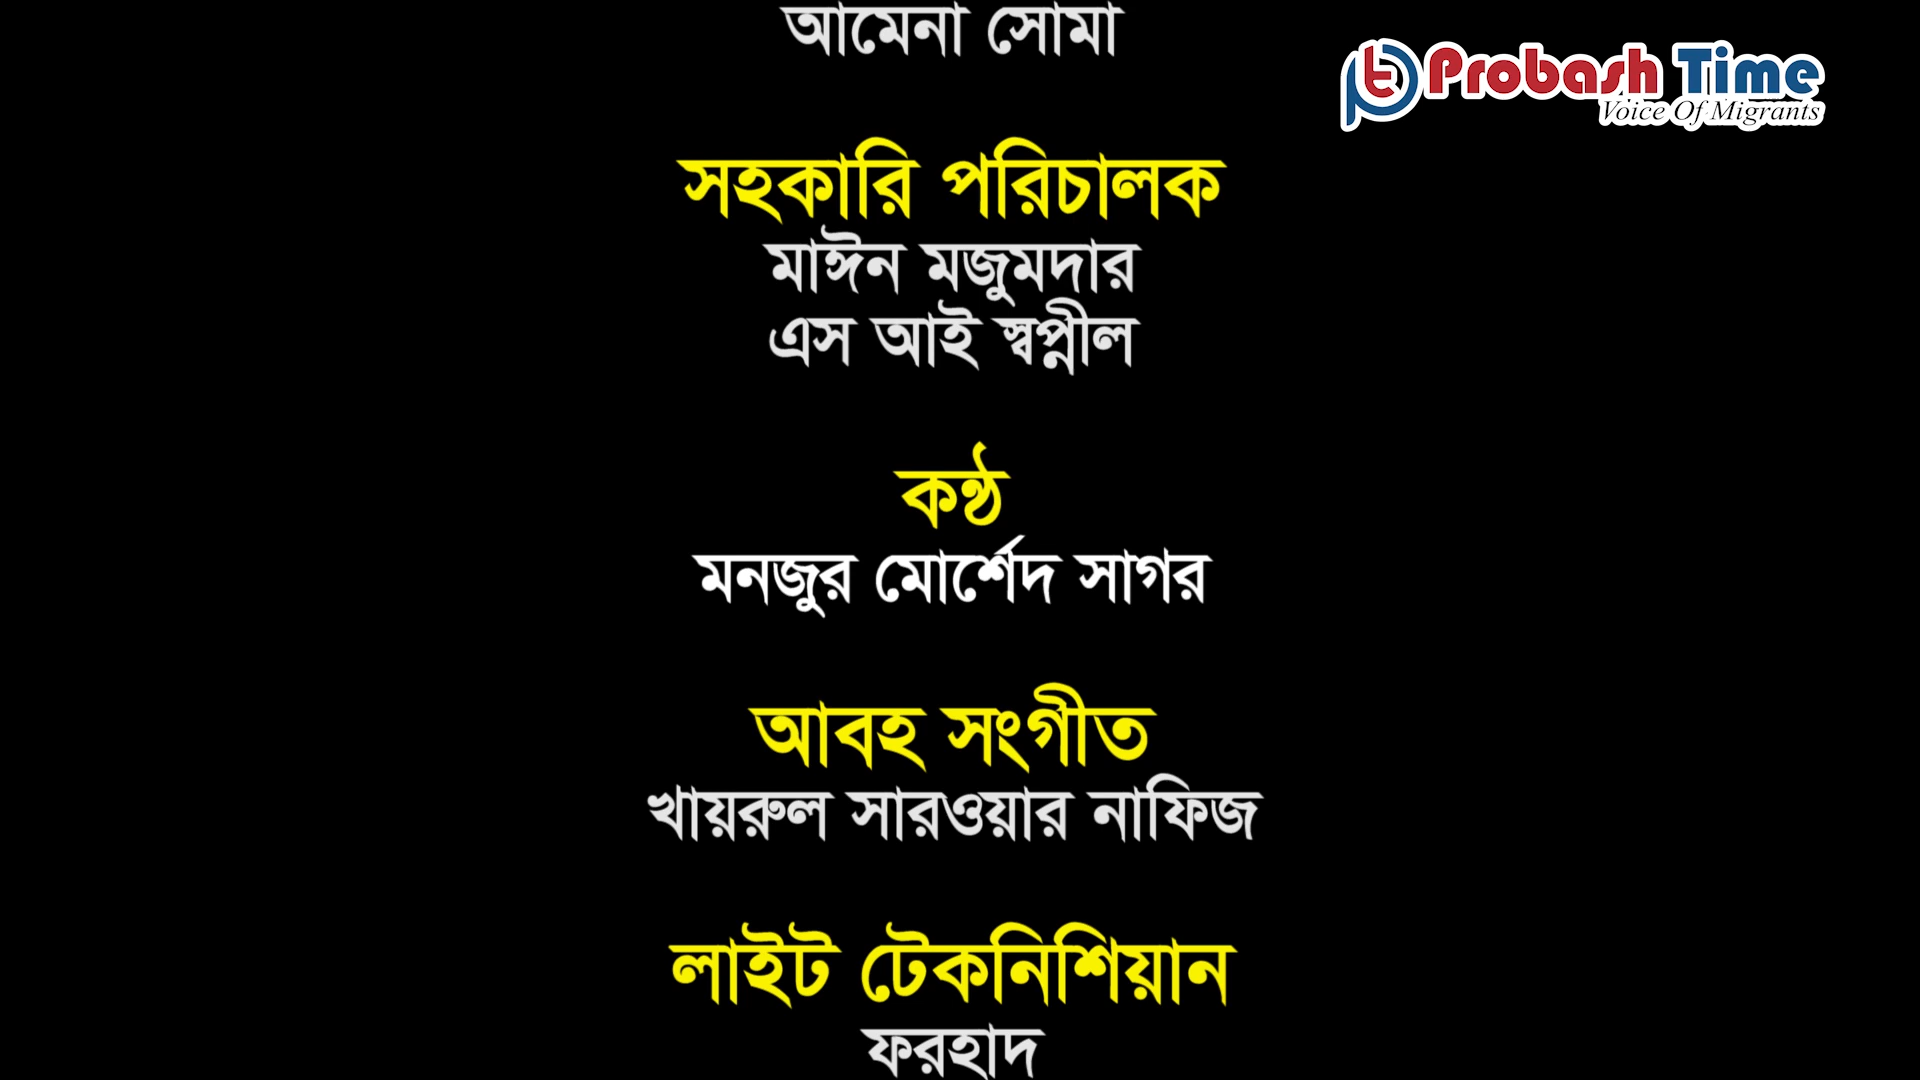 আমেনা সোমা
Probash Time
Voice Of Migrants
সহকারি পরিচালক
মাঈন মজুমদার
এস আই স্বপ্নীল
কন্ঠ
মনজুর মোর্শেদ সাগর
আবহ সংগীত
খায়রুল সারওয়ার নাফিজ
লাইট টেকনিশিয়ান
ফরহাদ